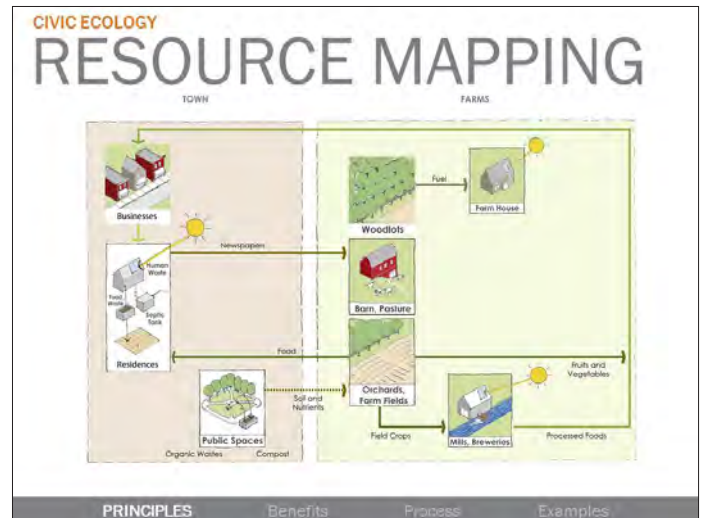 CIVIC ECOLOGY
RESOURCE MAPPING
TOWN
FARMS
Businesses
Newspapers
Human
Waste
Food
Waste
Septic
Tank
Residences
Woodlots
Fuel
Farm House
Barn, Pasture
Food
Orchards,
Farm Fields
Fruits and
Vegetables
Soil and
Nutrients
Public Spaces
Organic Wastes
Compost
Field Crops
Mills, Breweries
Processed Foods
PRINCIPLES
Benefits
Process
Examples